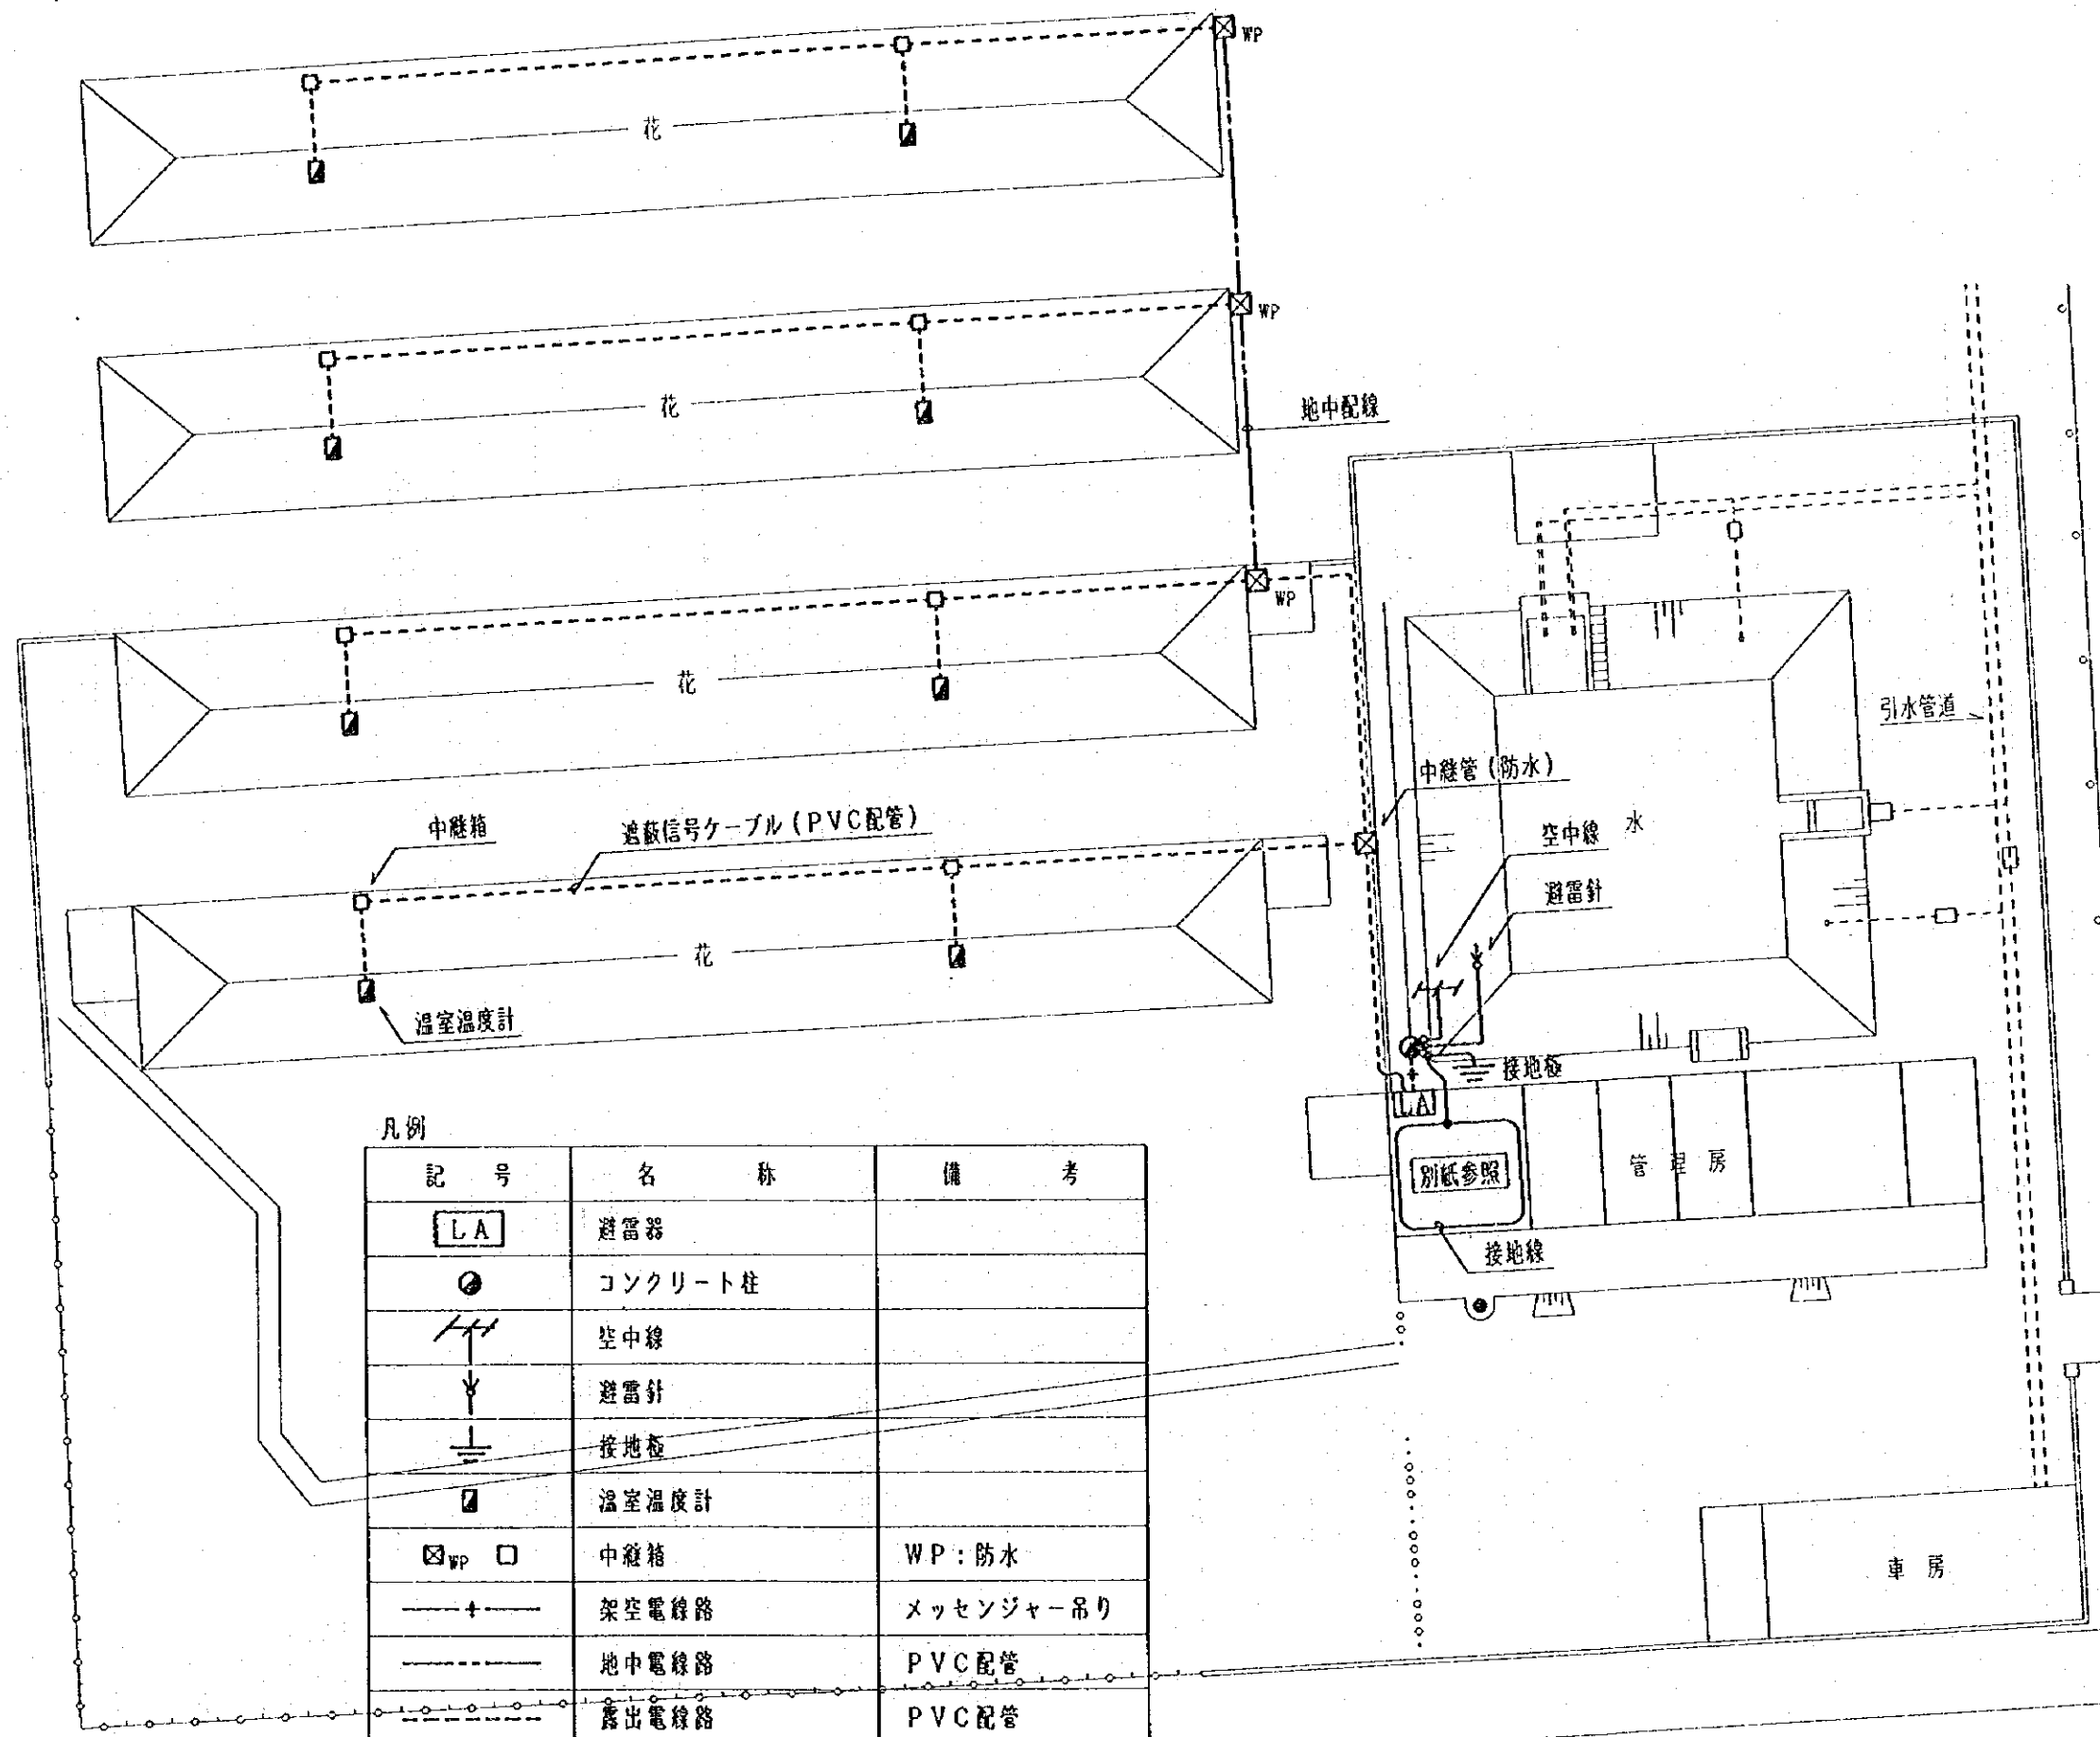 WP
花
WP
花
地中配線
WP
花
引水管道
中継管(防水)
中継箱
遮蔽信号ケーブル(PVC配管)
空中線
水
避雷針
花
温室温度計
接地極
LA
別紙参照
管理房
接地線
車房
凡例
記号 名称 備考
LA 避雷器
コンクリート柱
空中線
避雷針
接地極
温室温度計
WP 中継箱 WP:防水
架空電線路 メッセンジャー吊り
地中電線路 PVC配管
露出電線路 PVC配管